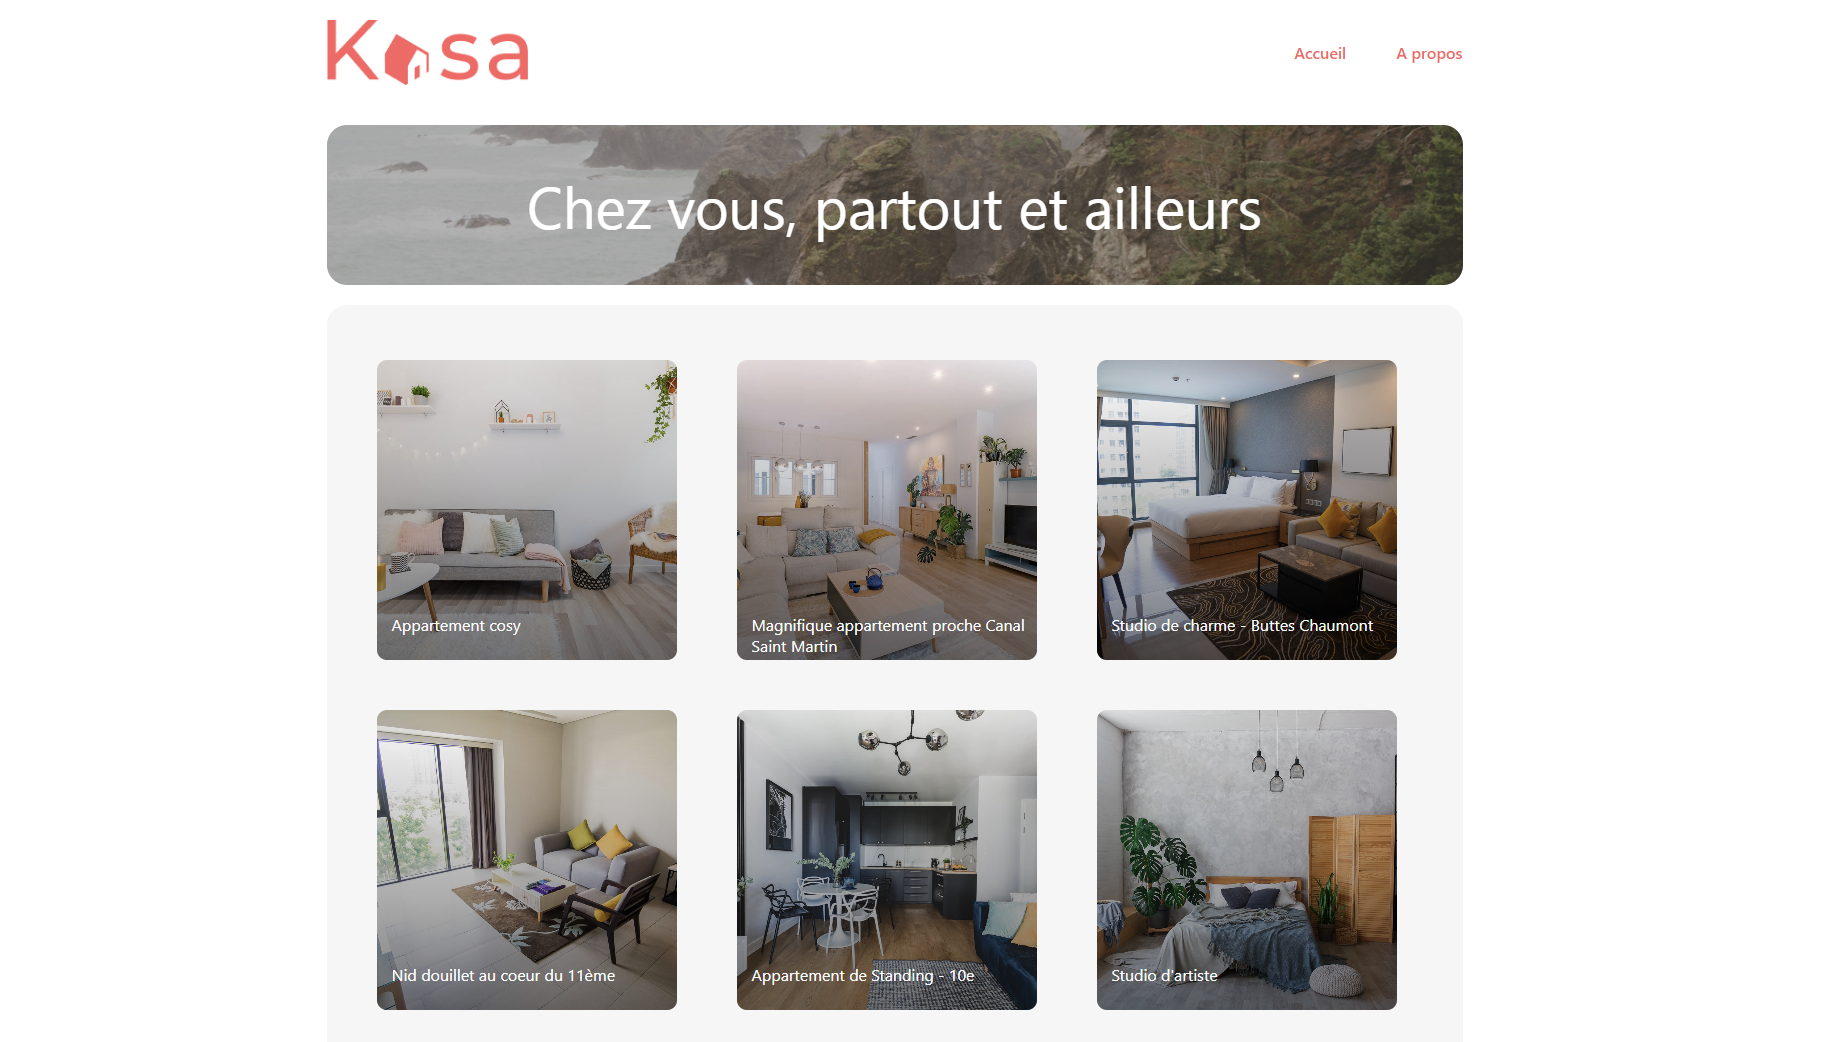 Kasa
Accueil
A propos
Chez vous, partout et ailleurs
Appartement cosy
Magnifique appartement proche Canal
Saint Martin
Studio de charme - Buttes Chaumont
Nid douillet au coeur du 11ème
Appartement de Standing - 10e
Studio d'artiste